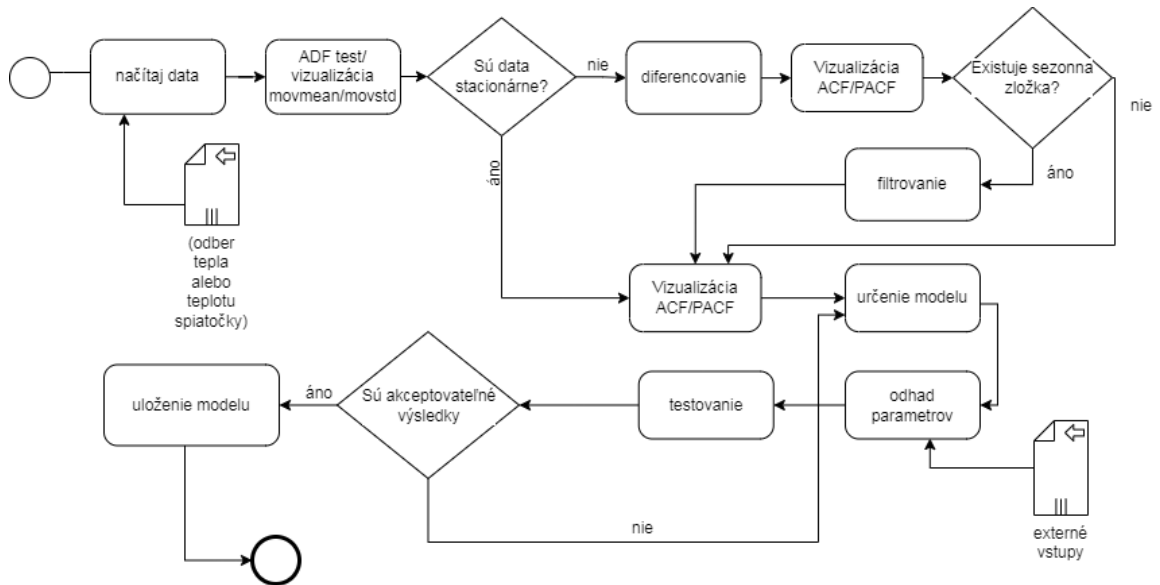 načítaj data
ADF test/
vizualizácia
movmean/movstd
Sú data
stacionárne?
nie
diferencovanie
Vizualizácia
ACF/PACF
Existuje sezonna
zložka?
nie
áno
áno
filtrovanie
(odber
tepla
alebo
teplotu
spiatočky)
Vizualizácia
ACF/PACF
určenie modelu
uloženie modelu
áno
Sú akceptovateľné
výsledky
testovanie
odhad
parametrov
nie
externé
vstupy